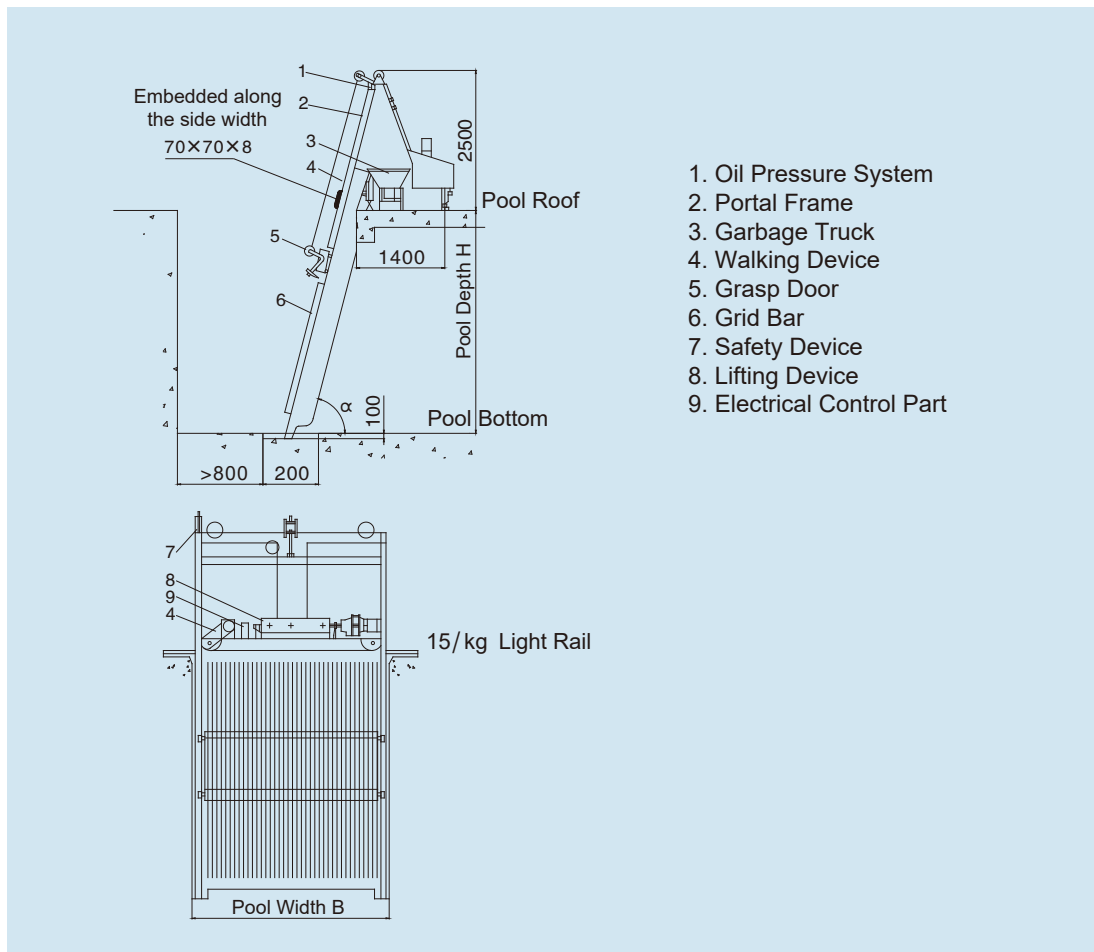 1
2
Embedded along
the side width
70×70×8
3
4
2500
Pool Roof
5
1400
Pool Depth H
6
α
100
Pool Bottom
>800
200
1. Oil Pressure System
2. Portal Frame
3. Garbage Truck
4. Walking Device
5. Grasp Door
6. Grid Bar
7. Safety Device
8. Lifting Device
9. Electrical Control Part
7
8
9
4
15/kg Light Rail
Pool Width B